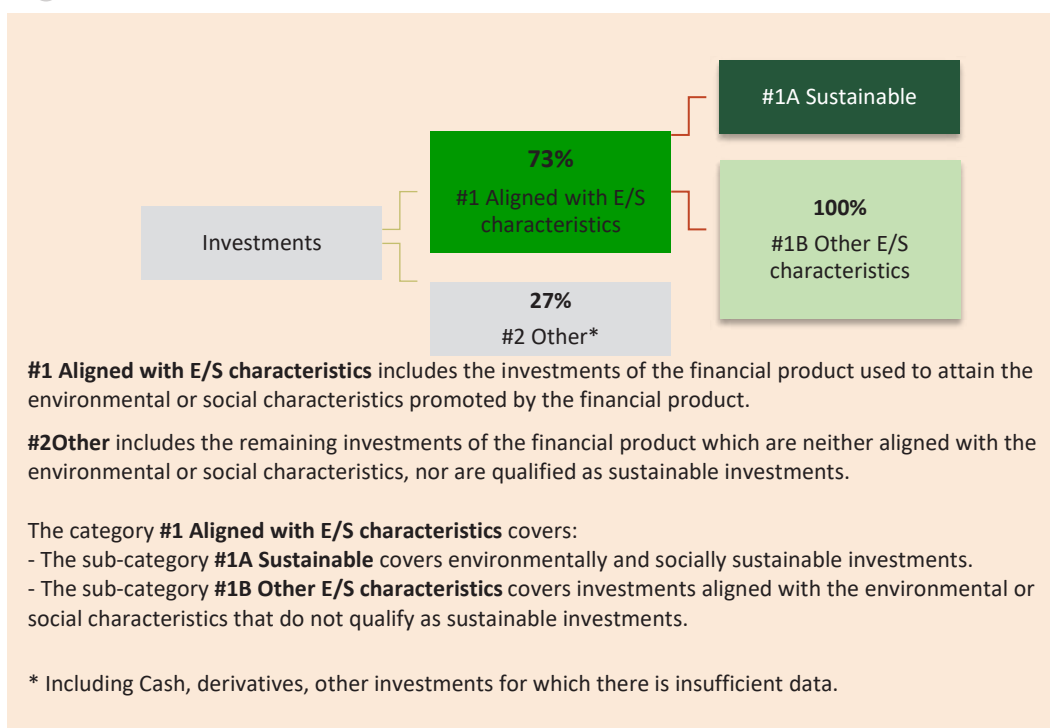 #1A Sustainable
73%
#1 Aligned with E/S
characteristics
100%
#1B Other E/S
characteristics
Investments
27%
#2 Other*
#1 Aligned with E/S characteristics includes the investments of the financial product used to attain the
environmental or social characteristics promoted by the financial product.
#2Other includes the remaining investments of the financial product which are neither aligned with the
environmental or social characteristics, nor are qualified as sustainable investments.
The category #1 Aligned with E/S characteristics covers:
- The sub-category #1A Sustainable covers environmentally and socially sustainable investments.
- The sub-category #1B Other E/S characteristics covers investments aligned with the environmental or
social characteristics that do not qualify as sustainable investments.
* Including Cash, derivatives, other investments for which there is insufficient data.